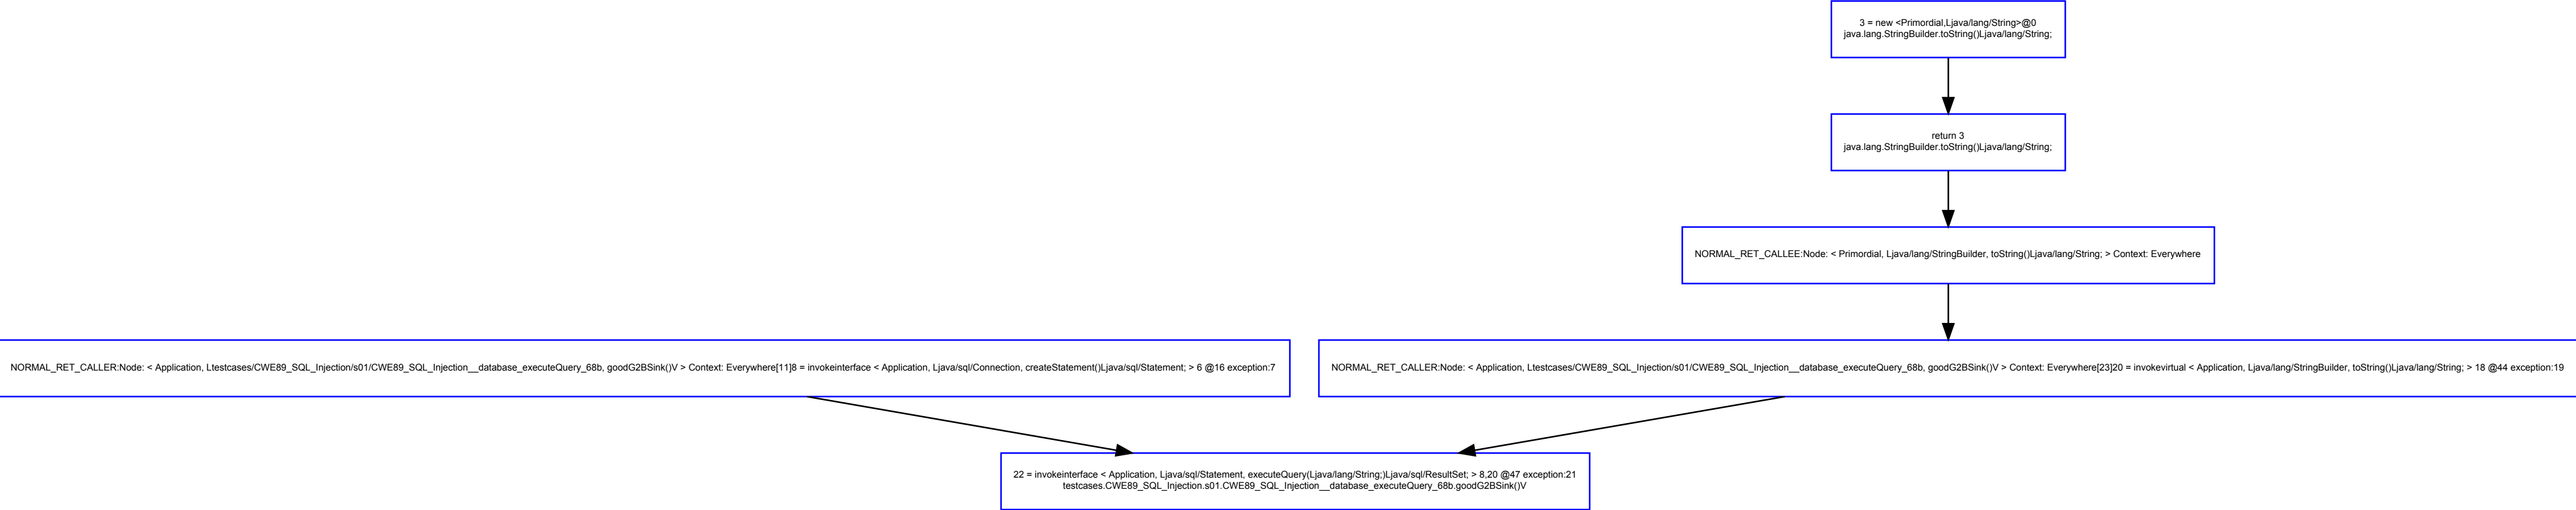 3 = new <Primordial,Ljava/lang/String>@0
java.lang.StringBuilder.toString()Ljava/lang/String;
return 3
java.lang.StringBuilder.toString()Ljava/lang/String;
NORMAL_RET_CALLEE:Node: < Primordial, Ljava/lang/StringBuilder, toString()Ljava/lang/String; > Context: Everywhere
NORMAL_RET_CALLER:Node: < Application, Ltestcases/CWE89_SQL_Injection/s01/CWE89_SQL_Injection__database_executeQuery_68b, goodG2BSink()V > Context: Everywhere[11]8 = invokeinterface < Application, Ljava/sql/Connection, createStatement()Ljava/sql/Statement; > 6 @16 exception:7
NORMAL_RET_CALLER:Node: < Application, Ltestcases/CWE89_SQL_Injection/s01/CWE89_SQL_Injection__database_executeQuery_68b, goodG2BSink()V > Context: Everywhere[23]20 = invokevirtual < Application, Ljava/lang/StringBuilder, toString()Ljava/lang/String; > 18 @44 exception:19
22 = invokeinterface < Application, Ljava/sql/Statement, executeQuery(Ljava/lang/String;)Ljava/sql/ResultSet; > 8,20 @47 exception:21
testcases.CWE89_SQL_Injection.s01.CWE89_SQL_Injection__database_executeQuery_68b.goodG2BSink()V